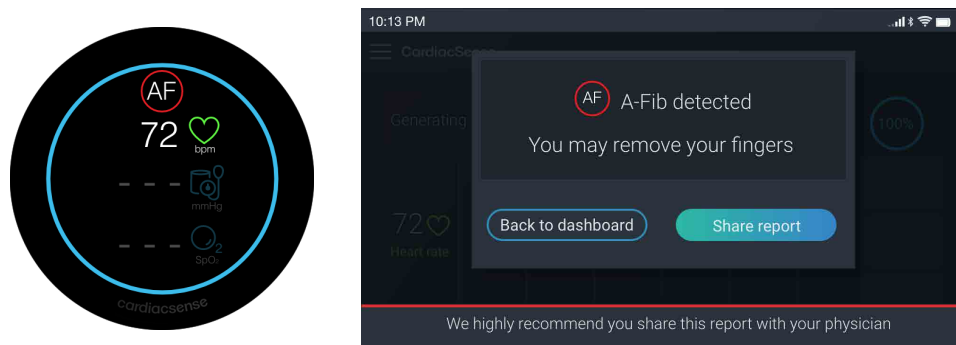 AF
72
bpm
- - -
mmHg
- - -
SpO₂
cardiacsense
10:13 PM
CardiacSense
AF A-Fib detected
You may remove your fingers
Generating
100%
72
Heart rate
Back to dashboard
Share report
We highly recommend you share this report with your physician